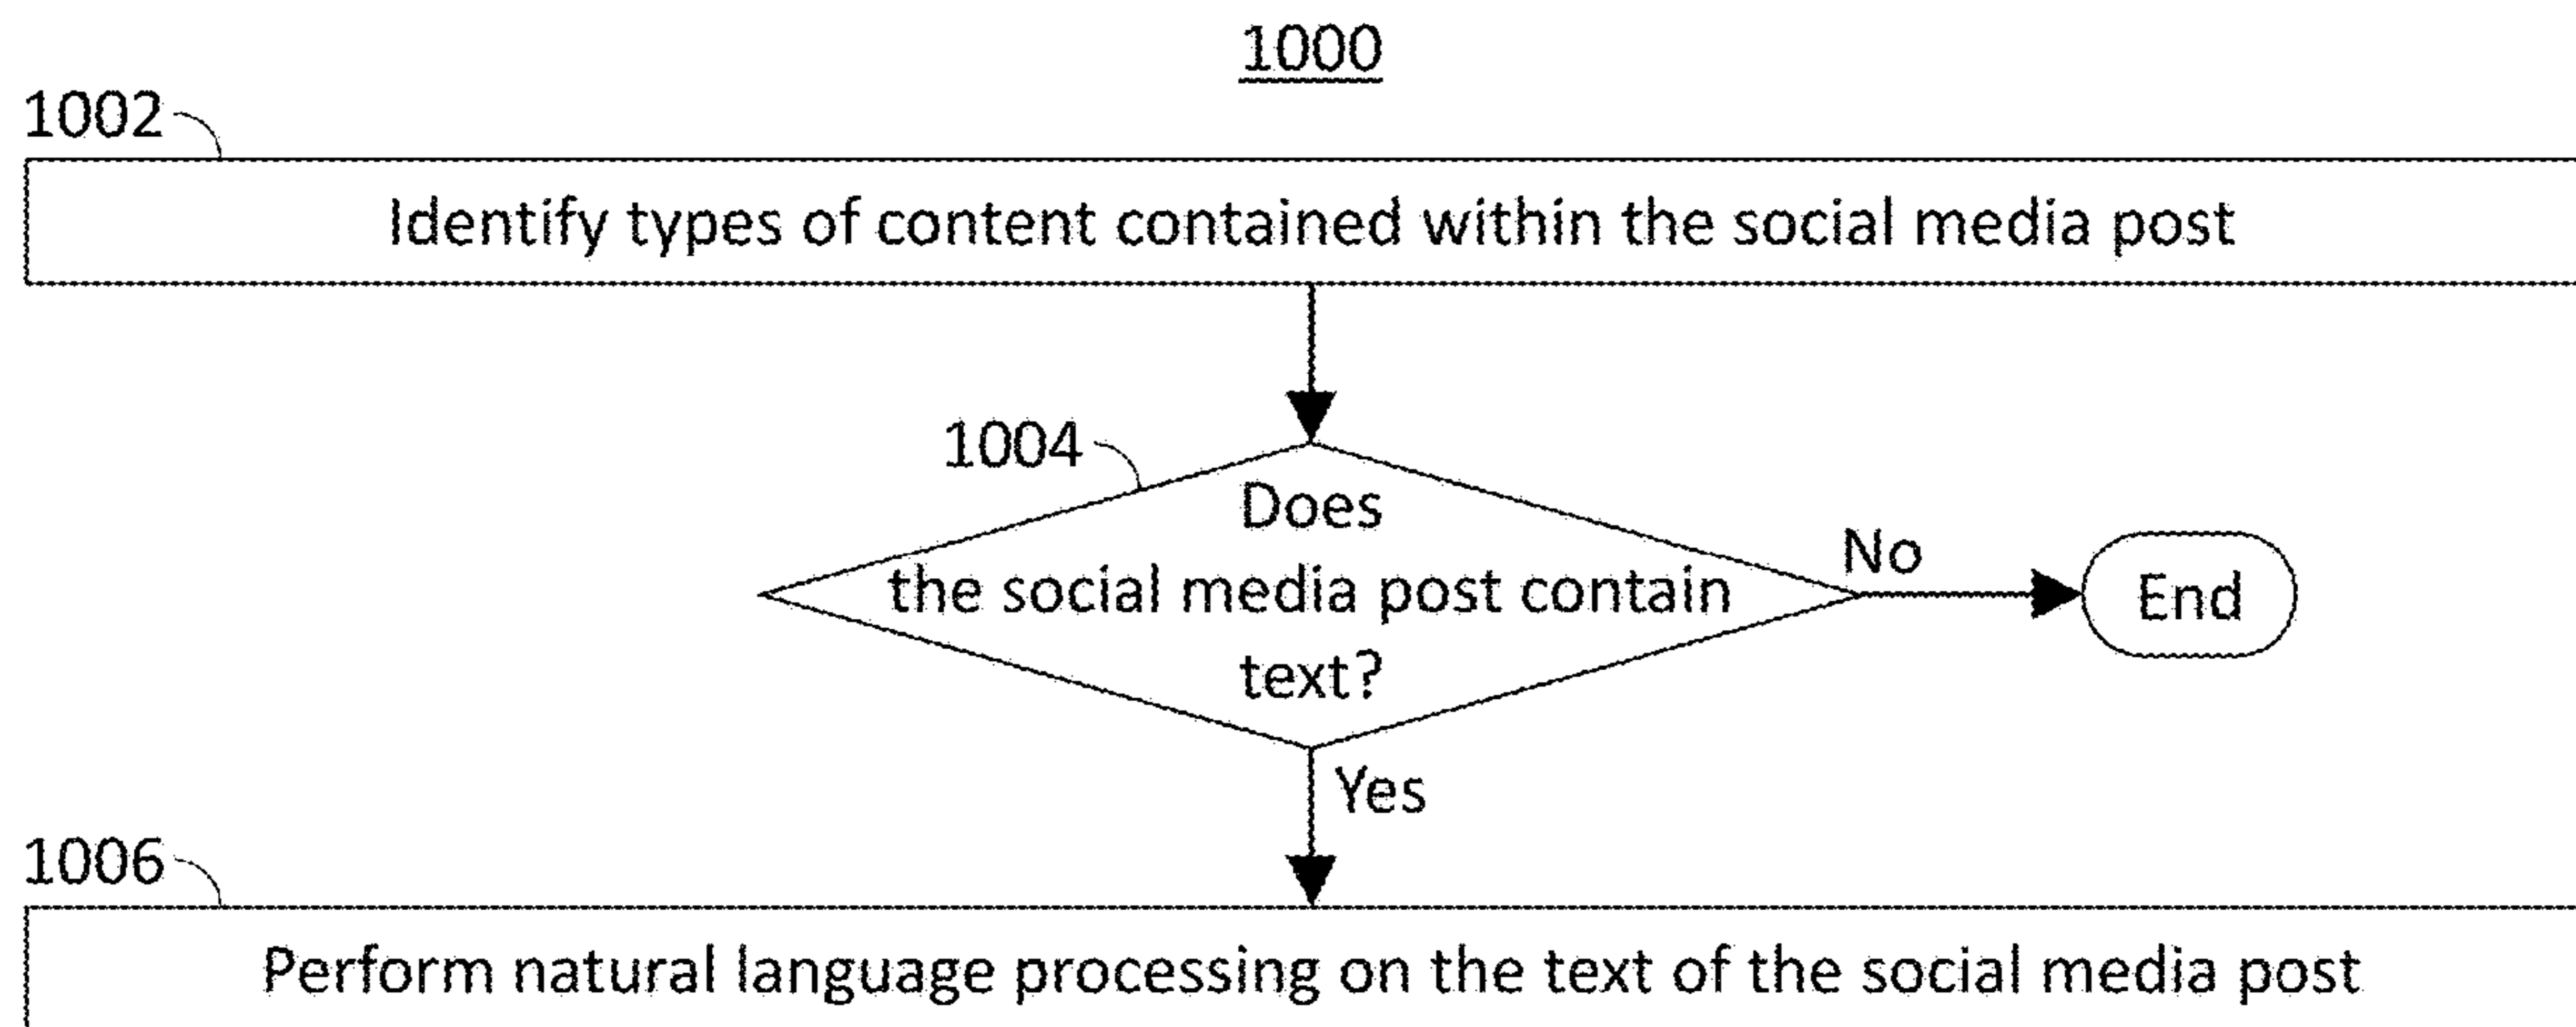 1000
1002
Identify types of content contained within the social media post
1004
Does
the social media post contain
text?
No
End
Yes
1006
Perform natural language processing on the text of the social media post